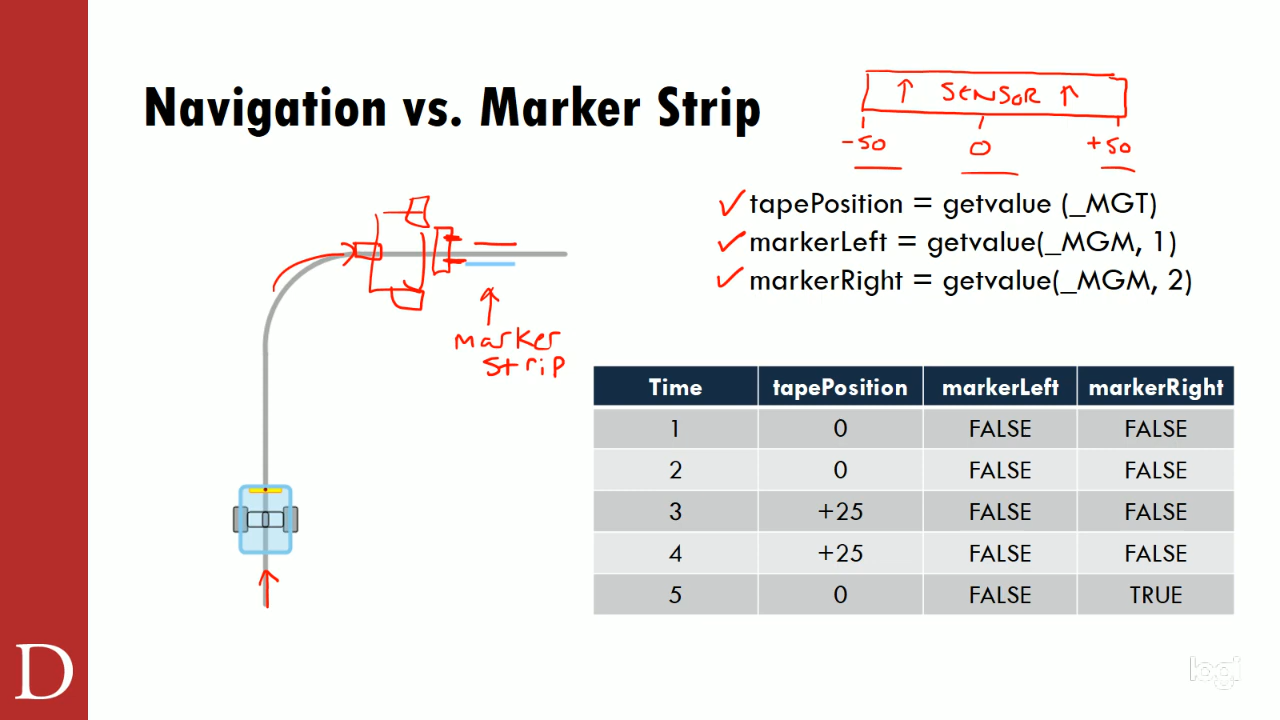 Navigation vs. Marker Strip
↑ SENSOR ↑
-50 0 +50
tapePosition = getvalue (_MGT)
markerLeft = getvalue(_MGM, 1)
markerRight = getvalue(_MGM, 2)
marker
strip
Time tapePosition markerLeft markerRight
1 0 FALSE FALSE
2 0 FALSE FALSE
3 +25 FALSE FALSE
4 +25 FALSE FALSE
5 0 FALSE TRUE
D
logi